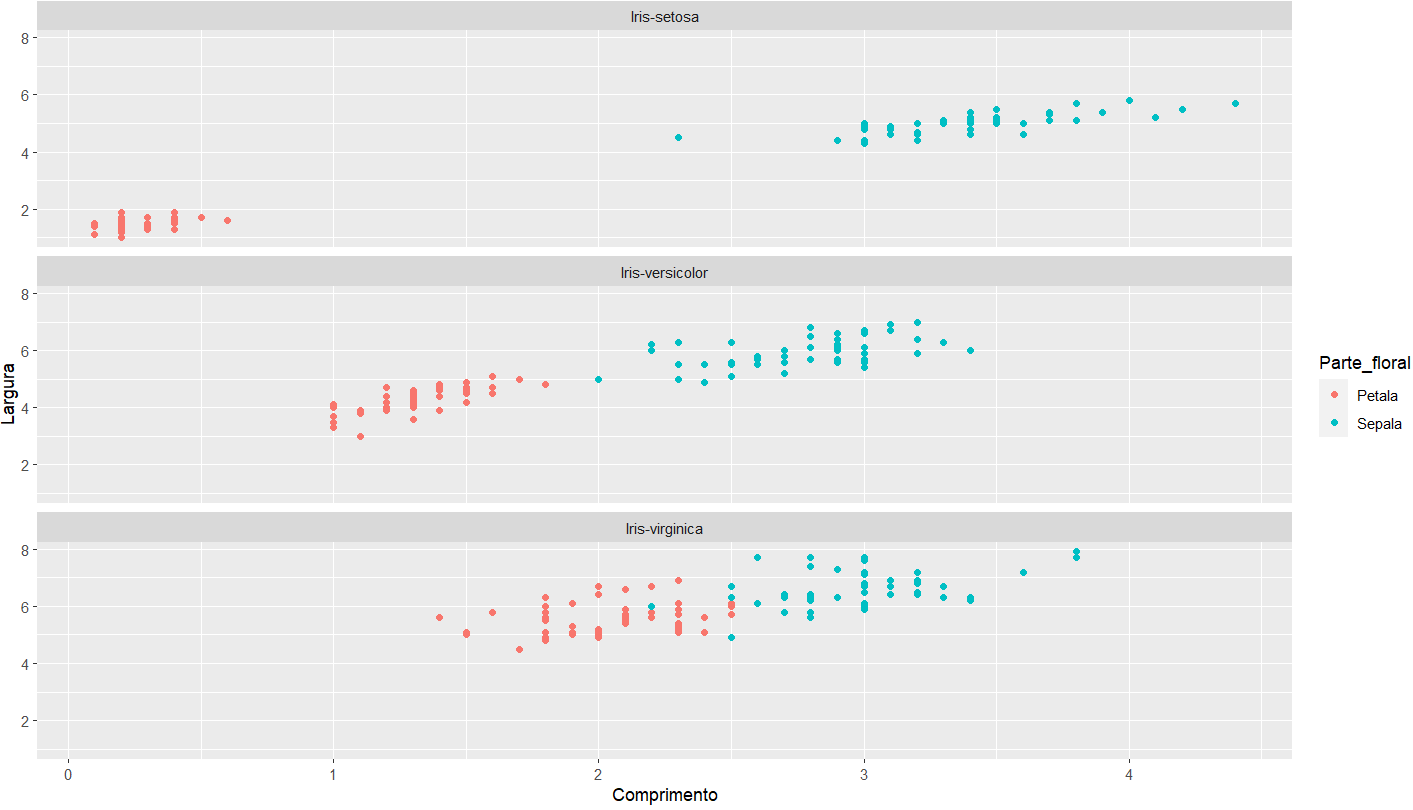 Iris-setosa
8
6
4
2
Iris-versicolor
8
6
4
2
Iris-virginica
8
6
4
2
0 1 2 3 4
Comprimento
Largura
Parte_floral
Petala
Sepala